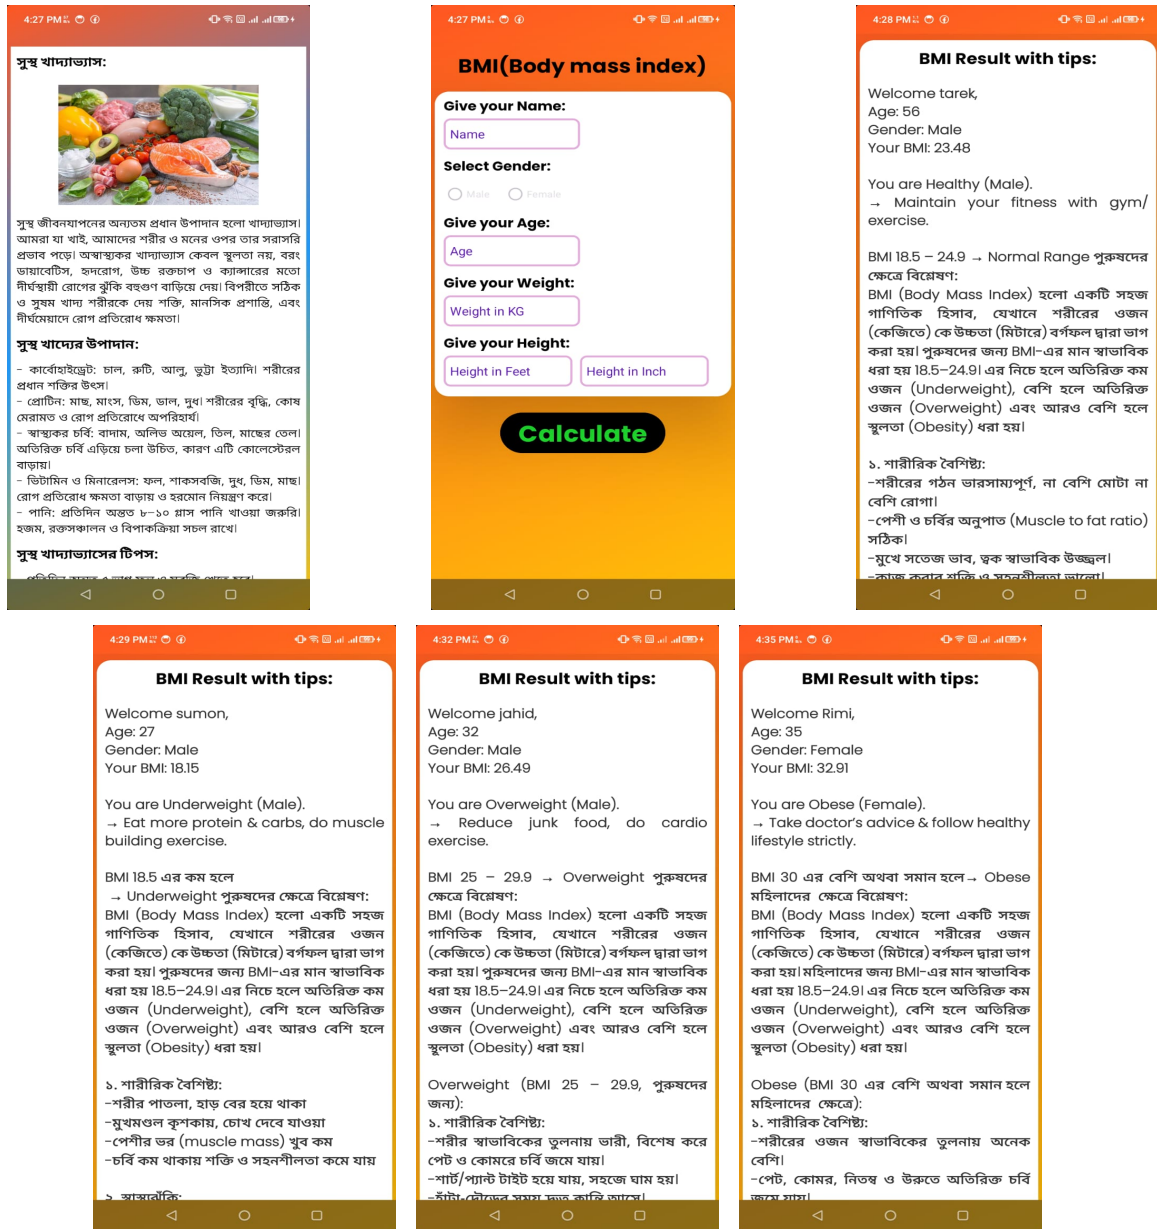 4:27 PM
সুস্থ খাদ্যাভ্যাস:
সুস্থ জীবনযাপনের অন্যতম প্রধান উপাদান হলো খাদ্যাভ্যাস।
আমরা যা খাই, আমাদের শরীর ও মনের ওপর তার সরাসরি
প্রভাব পড়ে। অস্বাস্থ্যকর খাদ্যাভ্যাস কেবল স্থূলতা নয়, বরং
ডায়াবেটিস, হৃদরোগ, উচ্চ রক্তচাপ ও ক্যান্সারের মতো
দীর্ঘস্থায়ী রোগের ঝুঁকি বহুগুণ বাড়িয়ে দেয়। বিপরীতে সঠিক
ও সুষম খাদ্য শরীরকে দেয় শক্তি, মানসিক প্রশান্তি, এবং
দীর্ঘমেয়াদে রোগ প্রতিরোধ ক্ষমতা।
সুস্থ খাদ্যের উপাদান:
- কার্বোহাইড্রেট: চাল, রুটি, আলু, ভুট্টা ইত্যাদি। শরীরের
প্রধান শক্তির উৎস।
- প্রোটিন: মাছ, মাংস, ডিম, ডাল, দুধ। শরীরের বৃদ্ধি, কোষ
মেরামত ও রোগ প্রতিরোধে অপরিহার্য।
- স্বাস্থ্যকর চর্বি: বাদাম, অলিভ অয়েল, তিল, মাছের তেল।
অতিরিক্ত চর্বি এড়িয়ে চলা উচিত, কারণ এটি কোলেস্টেরল
বাড়ায়।
- ভিটামিন ও মিনারেলস: ফল, শাকসবজি, দুধ, ডিম, মাছ।
রোগ প্রতিরোধ ক্ষমতা বাড়ায় ও হরমোন নিয়ন্ত্রণ করে।
- পানি: প্রতিদিন অন্তত ৮–১০ গ্লাস পানি খাওয়া জরুরি।
হজম, রক্তসঞ্চালন ও বিপাকক্রিয়া সচল রাখে।
সুস্থ খাদ্যাভ্যাসের টিপস:
4:27 PM
BMI(Body mass index)
Give your Name:
Name
Select Gender:
Male Female
Give your Age:
Age
Give your Weight:
Weight in KG
Give your Height:
Height in Feet Height in Inch
Calculate
4:28 PM
BMI Result with tips:
Welcome tarek,
Age: 56
Gender: Male
Your BMI: 23.48
You are Healthy (Male).
→ Maintain your fitness with gym/
exercise.
BMI 18.5 – 24.9 → Normal Range পুরুষদের
ক্ষেত্রে বিশ্লেষণ:
BMI (Body Mass Index) হলো একটি সহজ
গাণিতিক হিসাব, যেখানে শরীরের ওজন
(কেজিতে) কে উচ্চতা (মিটারে) বর্গফল দ্বারা ভাগ
করা হয়। পুরুষদের জন্য BMI-এর মান স্বাভাবিক
ধরা হয় 18.5–24.9। এর নিচে হলে অতিরিক্ত কম
ওজন (Underweight), বেশি হলে অতিরিক্ত
ওজন (Overweight) এবং আরও বেশি হলে
স্থূলতা (Obesity) ধরা হয়।
১. শারীরিক বৈশিষ্ট্য:
-শরীরের গঠন ভারসাম্যপূর্ণ, না বেশি মোটা না
বেশি রোগা।
-পেশী ও চর্বির অনুপাত (Muscle to fat ratio)
সঠিক।
-মুখে সতেজ ভাব, ত্বক স্বাভাবিক উজ্জ্বল।
-কাজ করার শক্তি ও সহনশীলতা ভালো।
4:29 PM
BMI Result with tips:
Welcome sumon,
Age: 27
Gender: Male
Your BMI: 18.15
You are Underweight (Male).
→ Eat more protein & carbs, do muscle
building exercise.
BMI 18.5 এর কম হলে
→ Underweight পুরুষদের ক্ষেত্রে বিশ্লেষণ:
BMI (Body Mass Index) হলো একটি সহজ
গাণিতিক হিসাব, যেখানে শরীরের ওজন
(কেজিতে) কে উচ্চতা (মিটারে) বর্গফল দ্বারা ভাগ
করা হয়। পুরুষদের জন্য BMI-এর মান স্বাভাবিক
ধরা হয় 18.5–24.9। এর নিচে হলে অতিরিক্ত কম
ওজন (Underweight), বেশি হলে অতিরিক্ত
ওজন (Overweight) এবং আরও বেশি হলে
স্থূলতা (Obesity) ধরা হয়।
১. শারীরিক বৈশিষ্ট্য:
-শরীর পাতলা, হাড় বের হয়ে থাকা
-মুখমণ্ডল কৃশকায়, চোখ দেবে যাওয়া
-পেশীর ভর (muscle mass) খুব কম
-চর্বি কম থাকায় শক্তি ও সহনশীলতা কমে যায়
২. স্বাস্থ্যঝুঁকি:
4:32 PM
BMI Result with tips:
Welcome jahid,
Age: 32
Gender: Male
Your BMI: 26.49
You are Overweight (Male).
→ Reduce junk food, do cardio
exercise.
BMI 25 – 29.9 → Overweight পুরুষদের
ক্ষেত্রে বিশ্লেষণ:
BMI (Body Mass Index) হলো একটি সহজ
গাণিতিক হিসাব, যেখানে শরীরের ওজন
(কেজিতে) কে উচ্চতা (মিটারে) বর্গফল দ্বারা ভাগ
করা হয়। পুরুষদের জন্য BMI-এর মান স্বাভাবিক
ধরা হয় 18.5–24.9। এর নিচে হলে অতিরিক্ত কম
ওজন (Underweight), বেশি হলে অতিরিক্ত
ওজন (Overweight) এবং আরও বেশি হলে
স্থূলতা (Obesity) ধরা হয়।
Overweight (BMI 25 – 29.9, পুরুষদের
জন্য):
১. শারীরিক বৈশিষ্ট্য:
-শরীর স্বাভাবিকের তুলনায় ভারী, বিশেষ করে
পেট ও কোমরে চর্বি জমে যায়।
-শার্ট/প্যান্ট টাইট হয়ে যায়, সহজে ঘাম হয়।
-হাঁটা-দৌড়ের সময় দ্রুত ক্লান্তি আসে।
4:35 PM
BMI Result with tips:
Welcome Rimi,
Age: 35
Gender: Female
Your BMI: 32.91
You are Obese (Female).
→ Take doctor's advice & follow healthy
lifestyle strictly.
BMI 30 এর বেশি অথবা সমান হলে→ Obese
মহিলাদের ক্ষেত্রে বিশ্লেষণ:
BMI (Body Mass Index) হলো একটি সহজ
গাণিতিক হিসাব, যেখানে শরীরের ওজন
(কেজিতে) কে উচ্চতা (মিটারে) বর্গফল দ্বারা ভাগ
করা হয়। মহিলাদের জন্য BMI-এর মান স্বাভাবিক
ধরা হয় 18.5–24.9। এর নিচে হলে অতিরিক্ত কম
ওজন (Underweight), বেশি হলে অতিরিক্ত
ওজন (Overweight) এবং আরও বেশি হলে
স্থূলতা (Obesity) ধরা হয়।
Obese (BMI 30 এর বেশি অথবা সমান হলে
মহিলাদের ক্ষেত্রে):
১. শারীরিক বৈশিষ্ট্য:
-শরীরের ওজন স্বাভাবিকের তুলনায় অনেক
বেশি।
-পেট, কোমর, নিতম্ব ও উরুতে অতিরিক্ত চর্বি
জমে যায়।